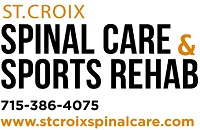 ST.CROIX
SPINAL CARE &
SPORTS REHAB
715-386-4075
www.stcroixspinalcare.com